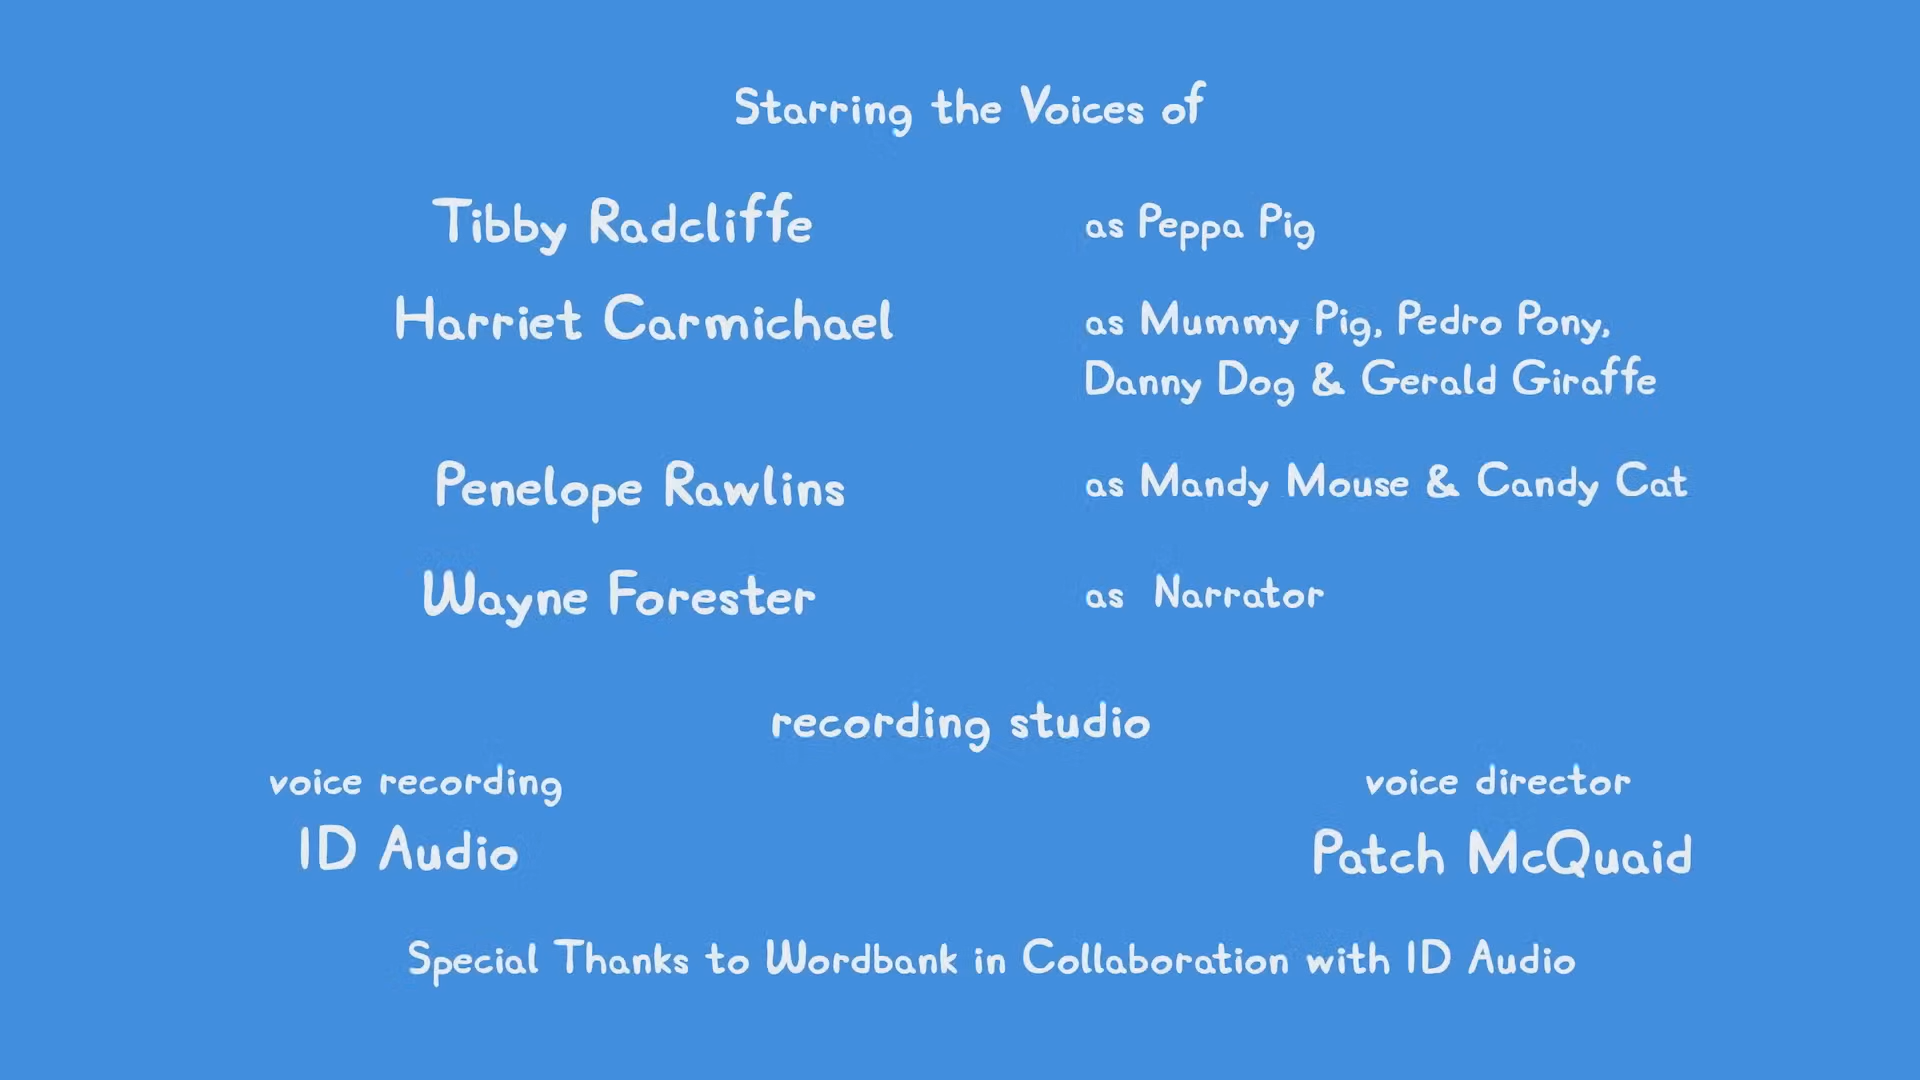 Starring the Voices of
Tibby Radcliffe as Peppa Pig
Harriet Carmichael as Mummy Pig, Pedro Pony,
Danny Dog & Gerald Giraffe
Penelope Rawlins as Mandy Mouse & Candy Cat
Wayne Forester as Narrator
recording studio
voice recording voice director
ID Audio Patch McQuaid
Special Thanks to Wordbank in Collaboration with ID Audio